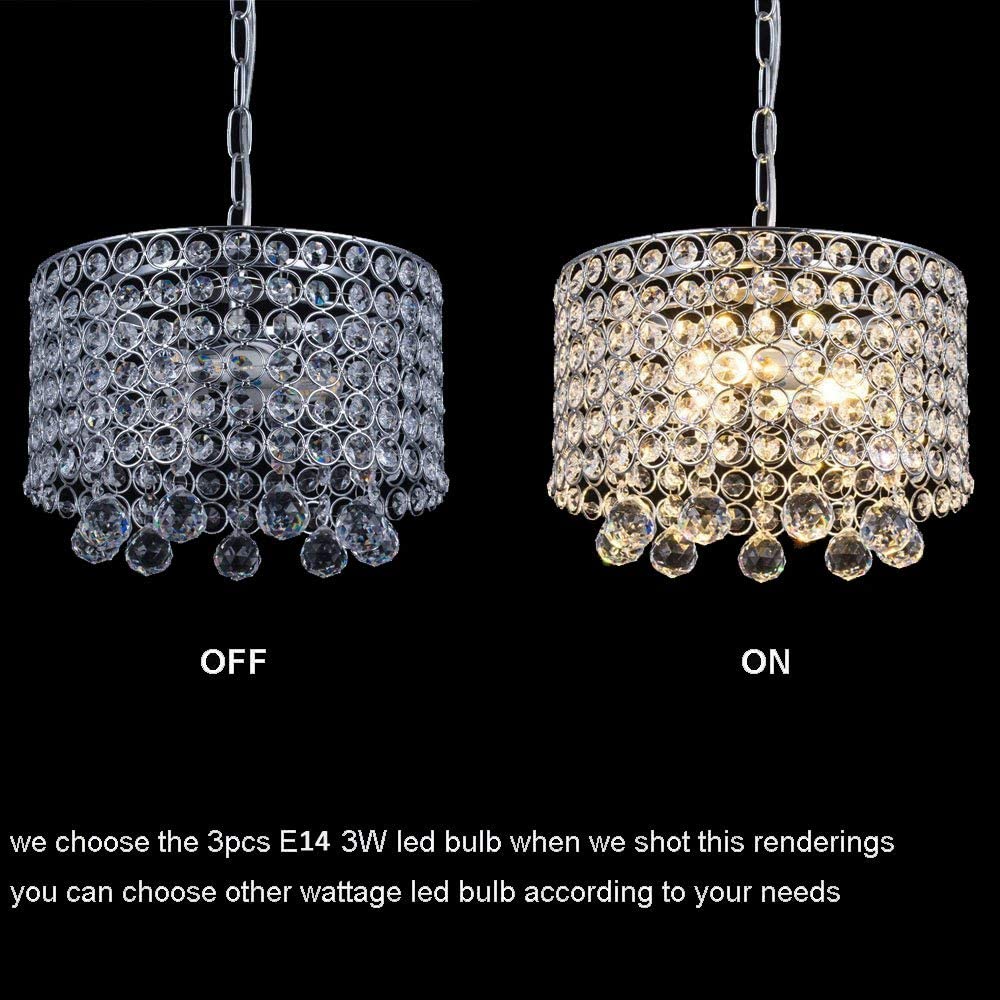 OFF
ON
we choose the 3pcs E14 3W led bulb when we shot this renderings
you can choose other wattage led bulb according to your needs